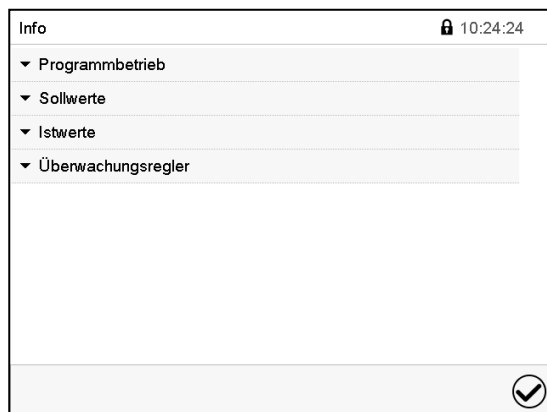 Info 10:24:24
Programmbetrieb
Sollwerte
Istwerte
Überwachungsregler